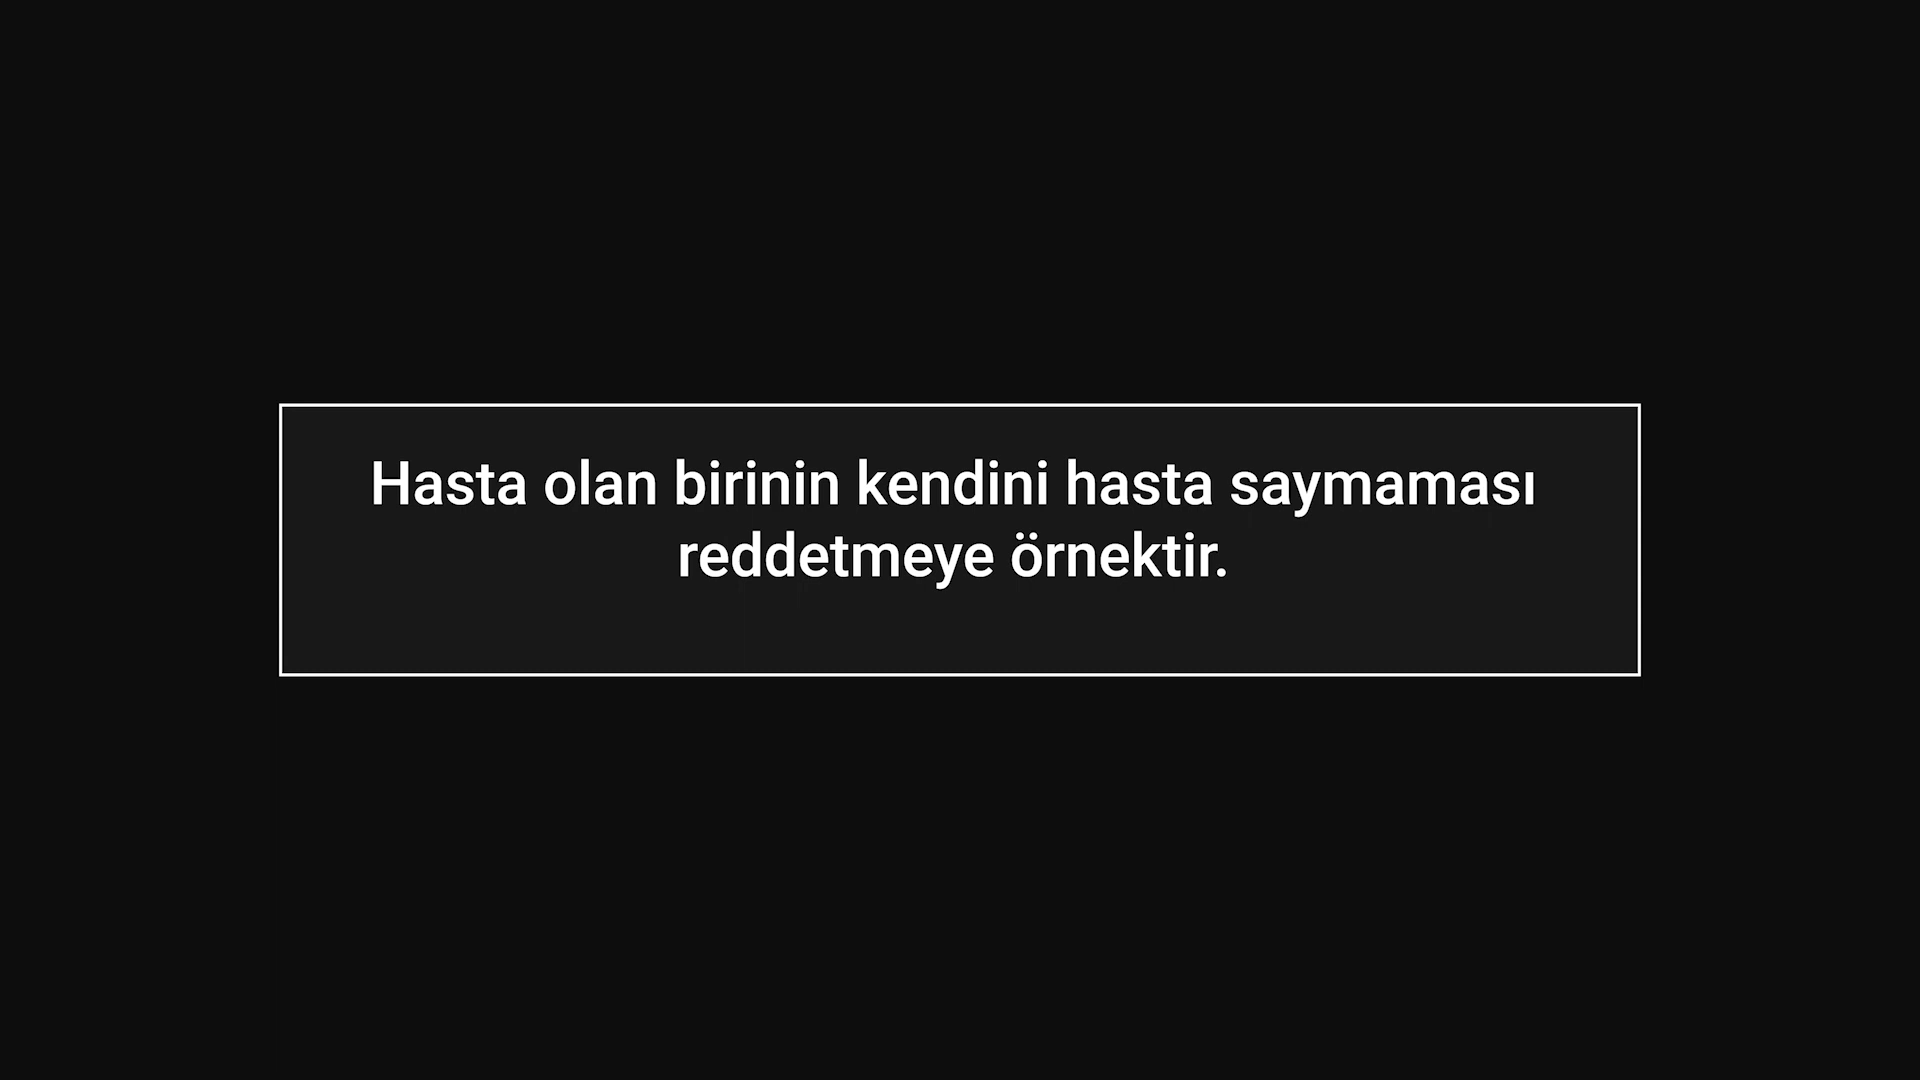 Hasta olan birinin kendini hasta saymaması
reddetmeye örnektir.